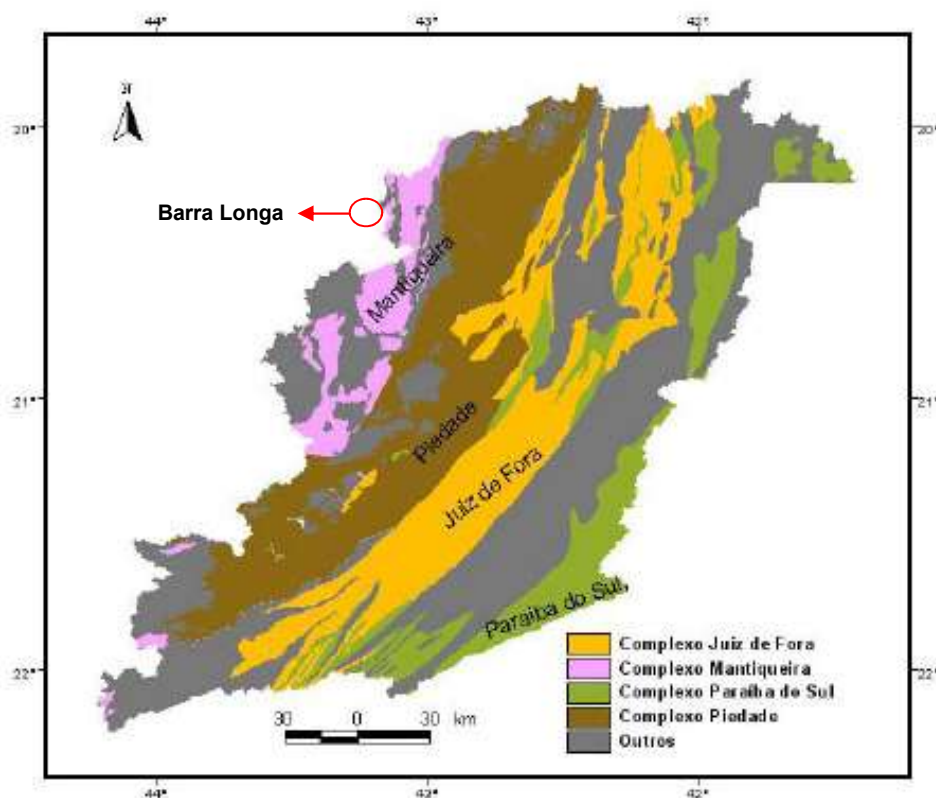 44° 43° 42°
20° 20°
Barra Longa
Mantiqueira
21° 21°
Piedade
Juiz de Fora
Paraíba do Sul
Complexo Juiz de Fora
Complexo Mantiqueira
22° 22°
Complexo Paraíba do Sul
Complexo Piedade
30 0 30 km
Outros
44° 43° 42°